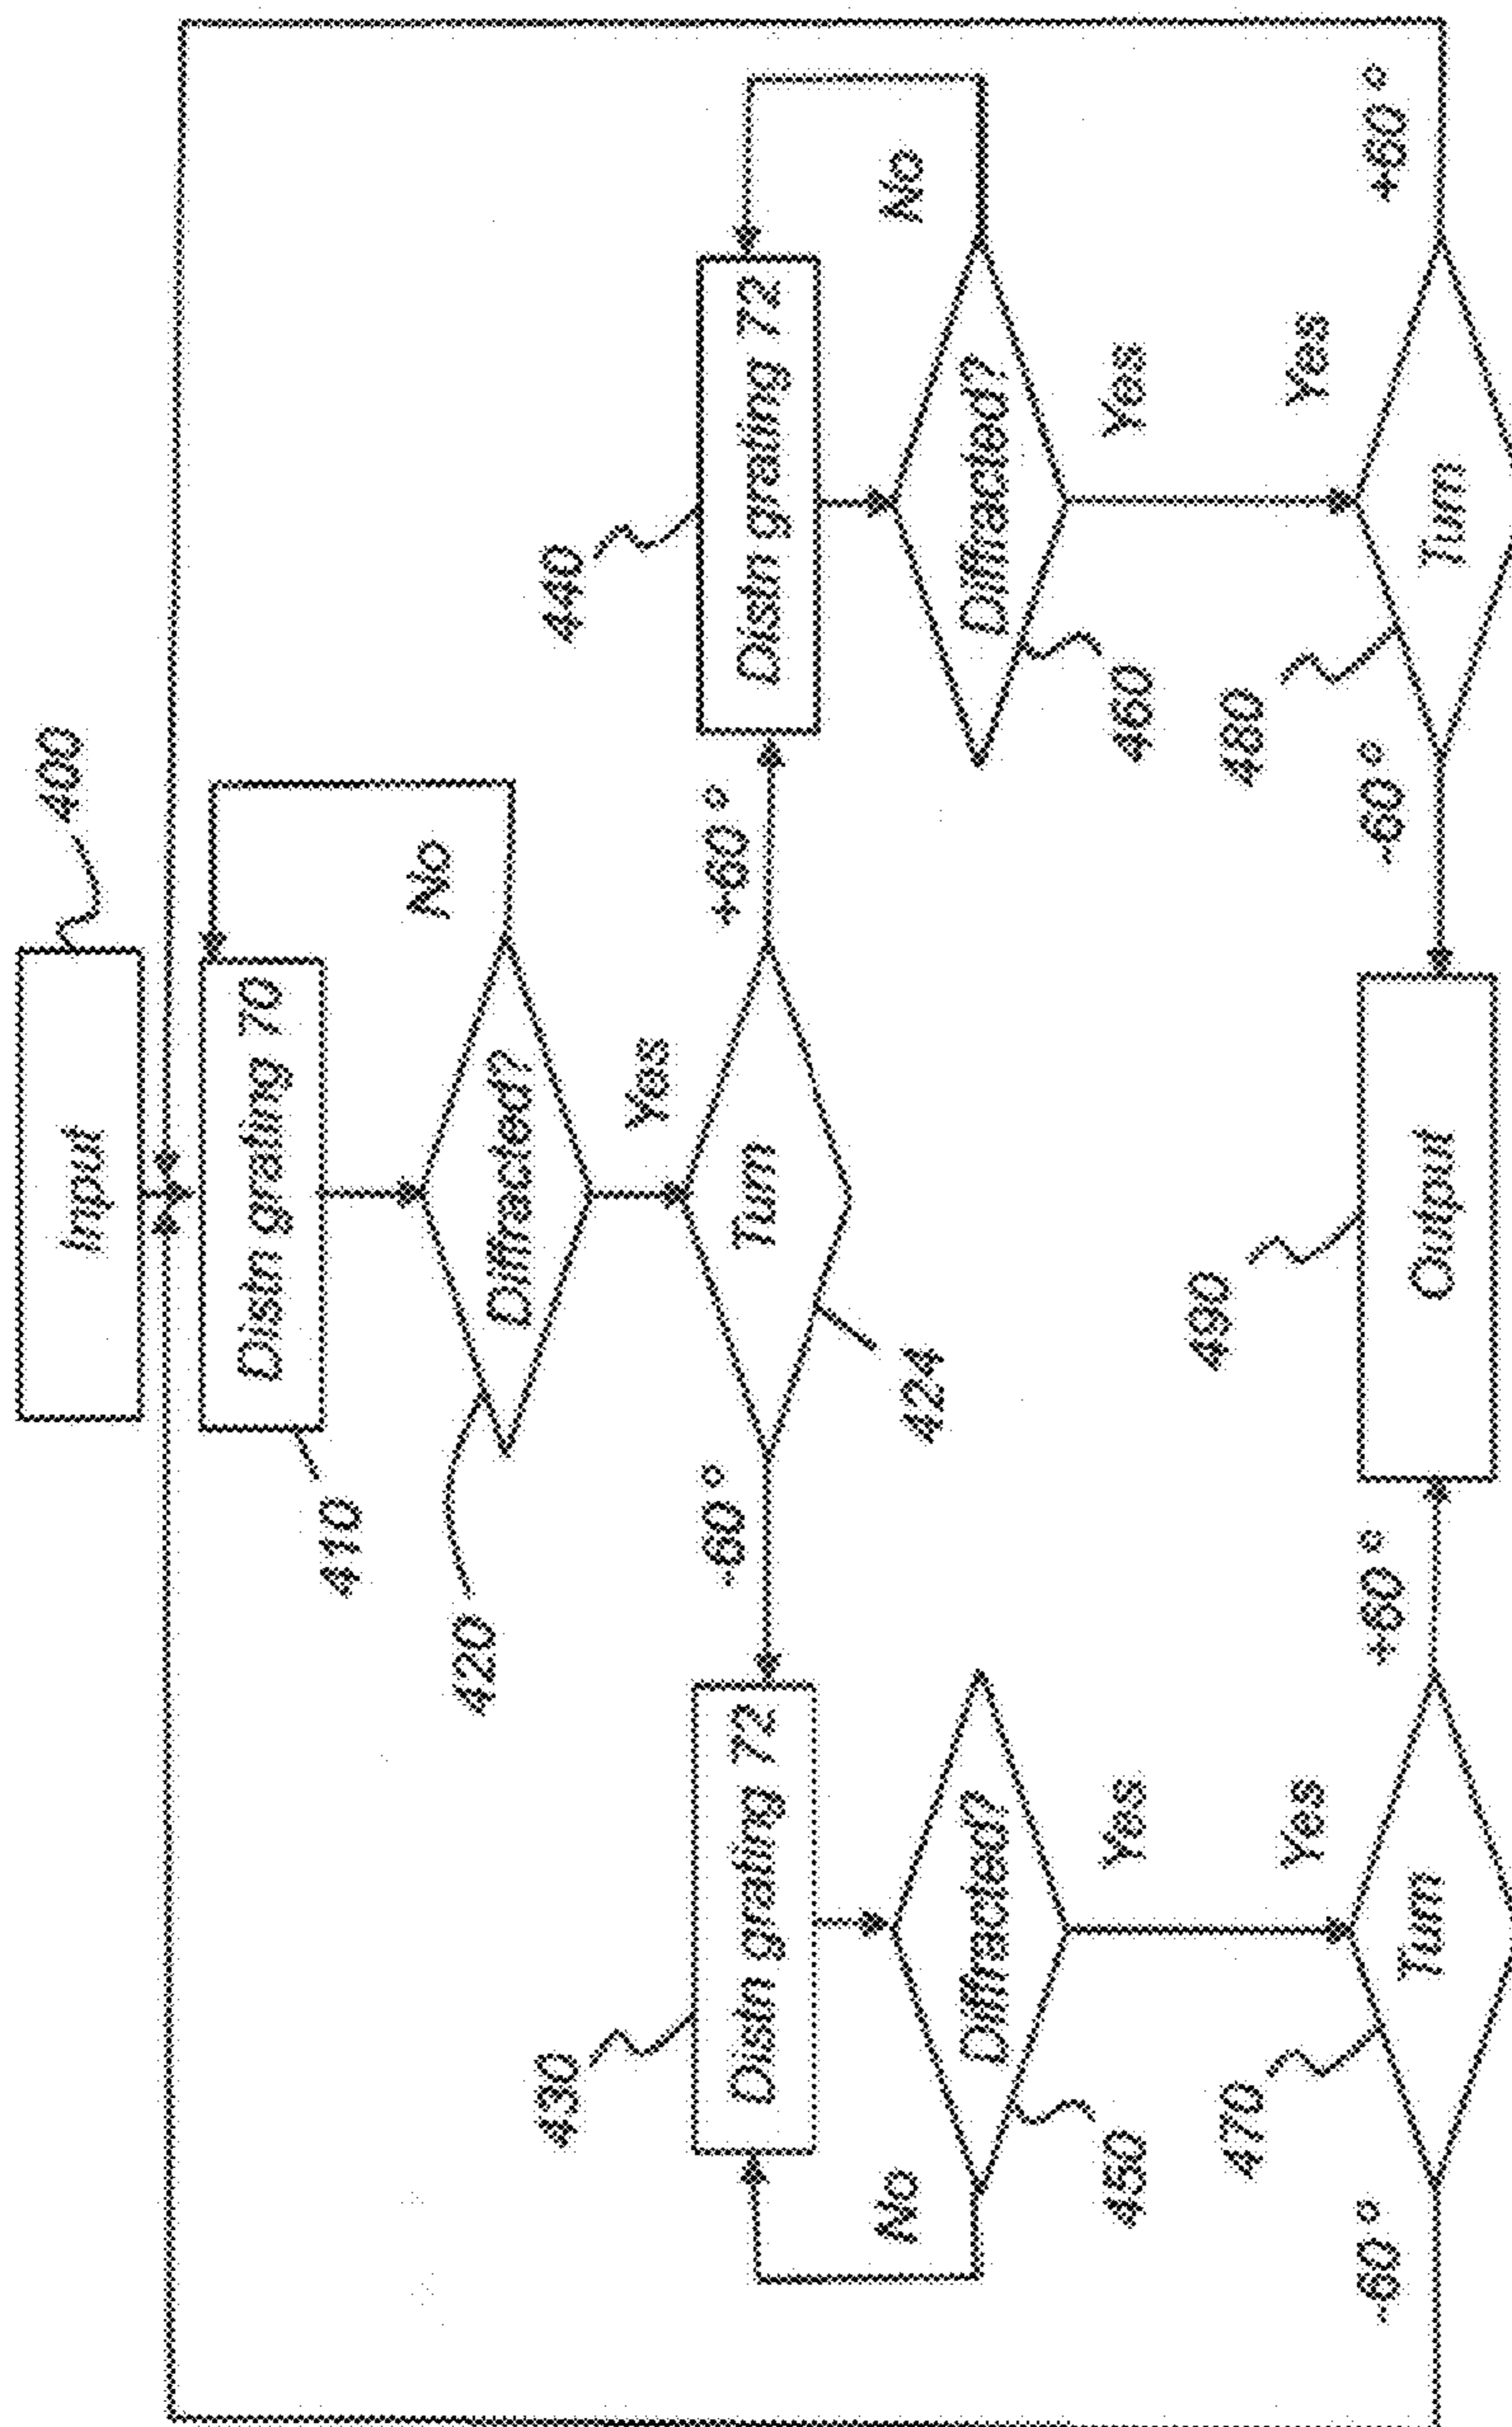 400
Input
Distn grating 70
410
No
420
Diffracted?
Yes
430
440
-60°
+60°
Distn grating 72
Turn
Distn grating 72
424
No
No
Diffracted?
Diffracted?
450
Yes
460
Yes
470
490
480
Yes
Yes
-60°
+60°
-60°
+60°
Turn
Output
Turn